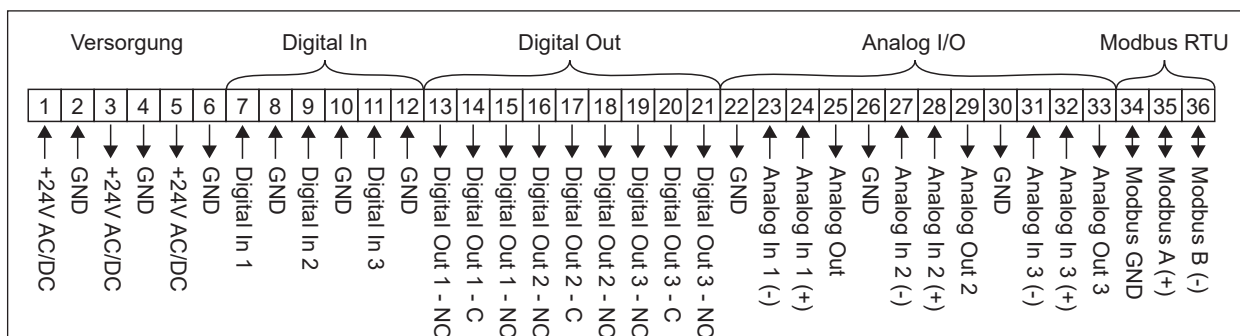 Versorgung
Digital In
Digital Out
Analog I/O
Modbus RTU
1 2 3 4 5 6 7 8 9 10 11 12 13 14 15 16 17 18 19 20 21 22 23 24 25 26 27 28 29 30 31 32 33 34 35 36
+24V AC/DC
GND
+24V AC/DC
GND
+24V AC/DC
GND
Digital In 1
GND
Digital In 2
GND
Digital In 3
GND
Digital Out 1 -
Digital Out 1 - C
Digital Out 1 -
Digital Out 2 -
Digital Out 2 - C
Digital Out 2 -
Digital Out 3 -
Digital Out 3 - C
Digital Out 3 -
GND
Analog In 1 (-)
Analog In 1 (+)
Analog Out
GND
Analog In 2 (-)
Analog In 2 (+)
Analog Out 2
GND
Analog In 3 (-)
Analog In 3 (+)
Analog Out 3
Modbus GND
Modbus A (+)
Modbus B (-)